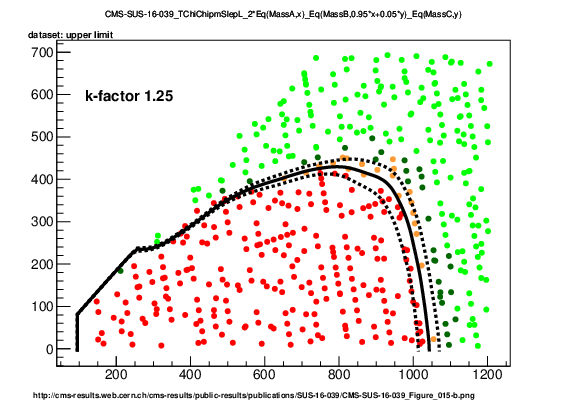 CMS-SUS-16-039_TChiChipmSlepL_2*Eq(MassA,x)_Eq(MassB,0.95*x+0.05*y)_Eq(MassC,y)
dataset: upper limit
700
k-factor 1.25
600
500
400
300
200
100
0
200 400 600 800 1000 1200
http://cms-results.web.cern.ch/cms-results/public-results/publications/SUS-16-039/CMS-SUS-16-039_Figure_015-b.png